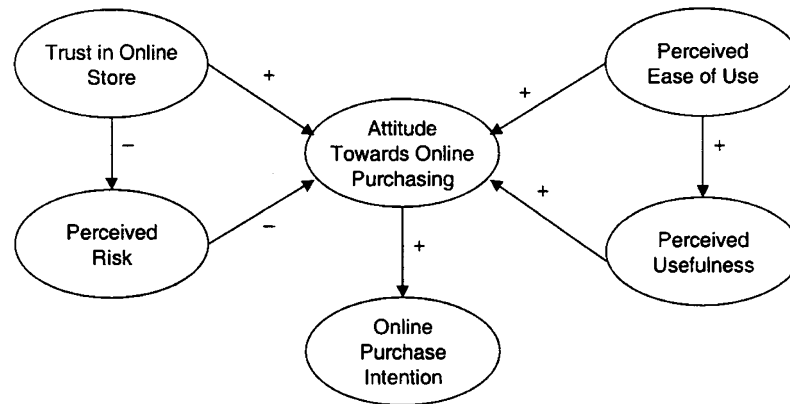 Trust in Online
Store
+
–
Perceived
Risk
–
Attitude
Towards Online
Purchasing
+
Online
Purchase
Intention
Perceived
Ease of Use
+
+
Perceived
Usefulness
+